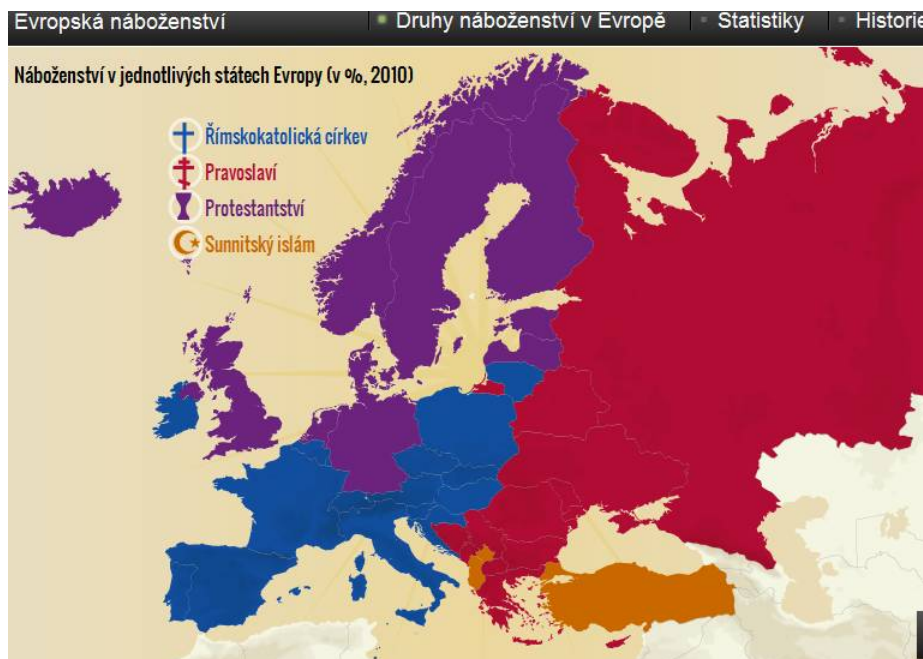 Evropská náboženství
Druhy náboženství v Evropě
Statistiky
Historie
Náboženství v jednotlivých státech Evropy (v %, 2010)
Římskokatolická církev
Pravoslaví
Protestantství
Sunnitský islám